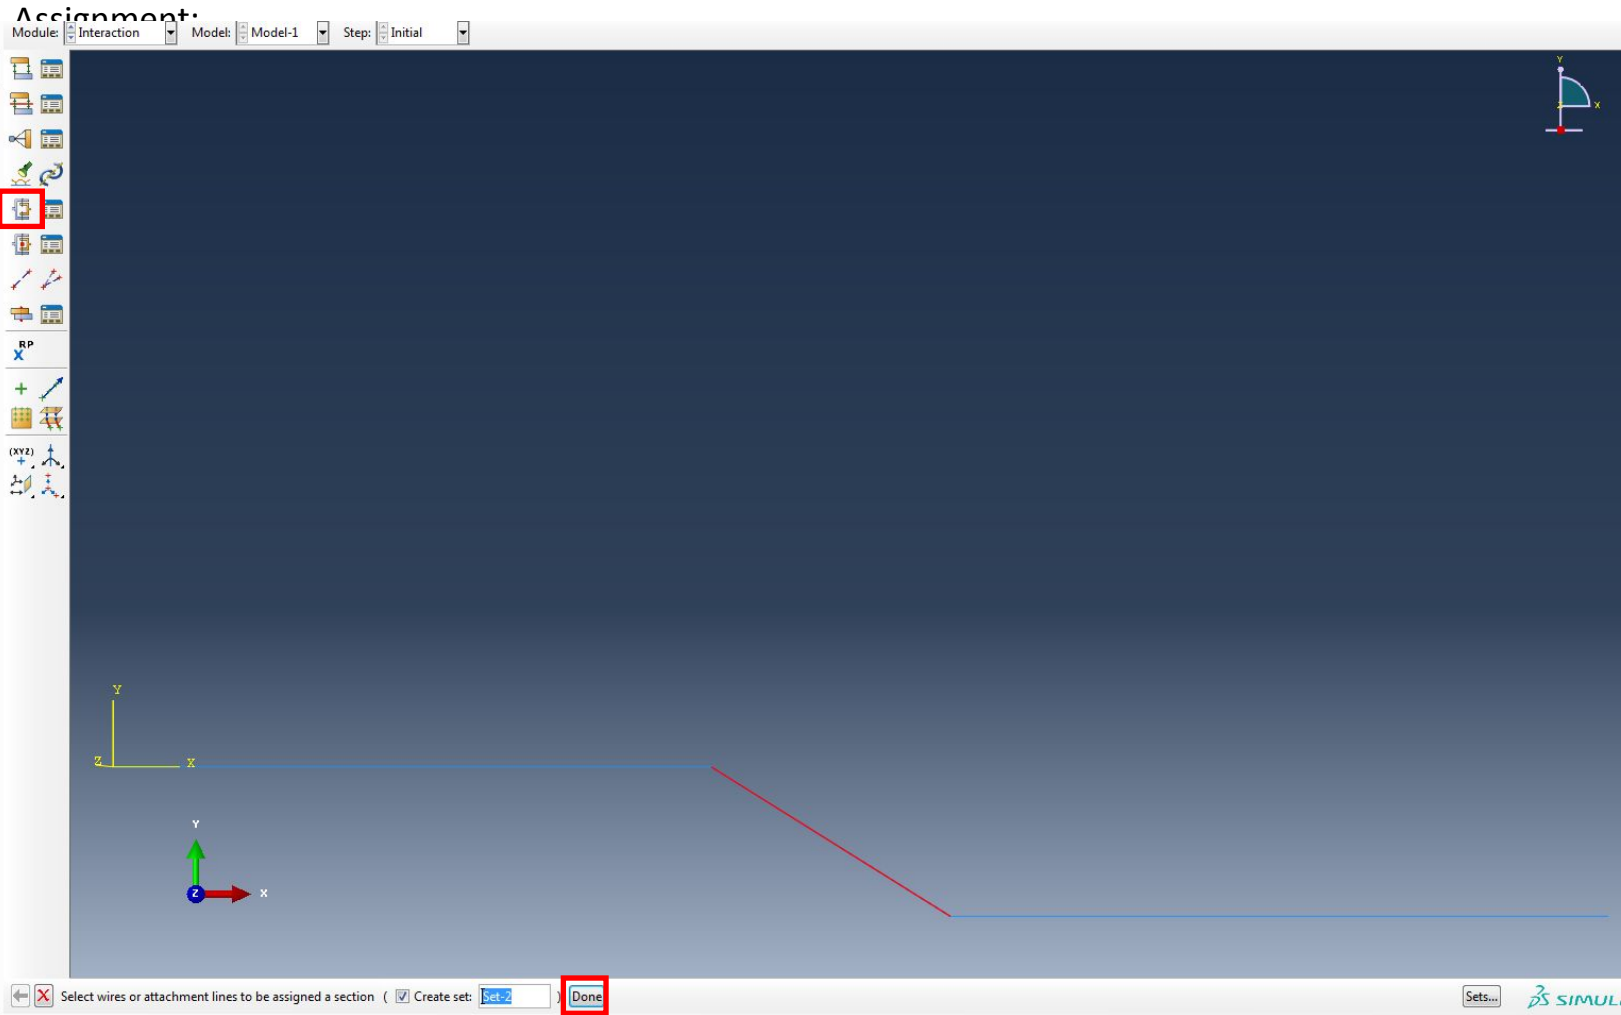 Assignment:
Module: Interaction Model: Model-1 Step: Initial
Y
Z X
RP
X
(XYZ)
Y
Z X
Y
Z X
Select wires or attachment lines to be assigned a section ( Create set: Set-2 ) Done Sets...